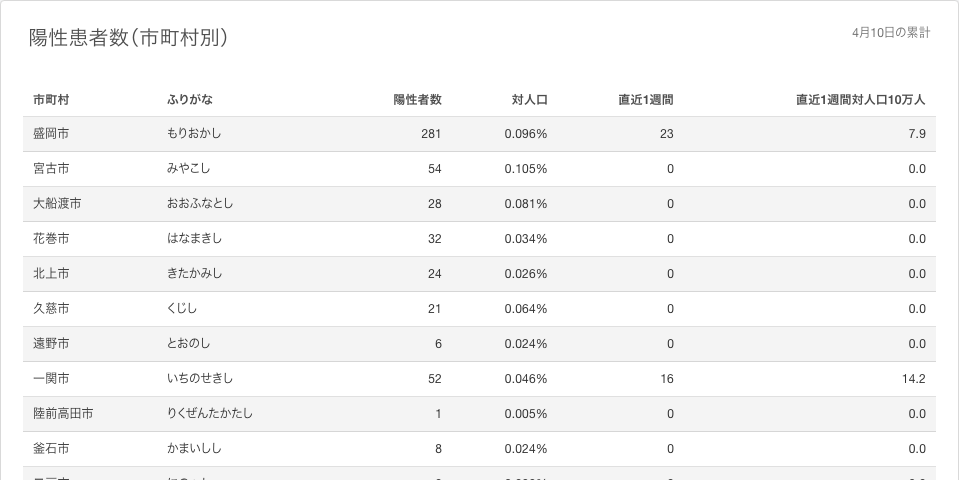 陽性患者数(市町村別)
4月10日の累計
市町村 ふりがな 陽性者数 対人口 直近1週間 直近1週間対人口10万人
盛岡市 もりおかし 281 0.096% 23 7.9
宮古市 みやこし 54 0.105% 0 0.0
大船渡市 おおふなとし 28 0.081% 0 0.0
花巻市 はなまきし 32 0.034% 0 0.0
北上市 きたかみし 24 0.026% 0 0.0
久慈市 くじし 21 0.064% 0 0.0
遠野市 とおのし 6 0.024% 0 0.0
一関市 いちのせきし 52 0.046% 16 14.2
陸前高田市 りくぜんたかたし 1 0.005% 0 0.0
釜石市 かまいしし 8 0.024% 0 0.0